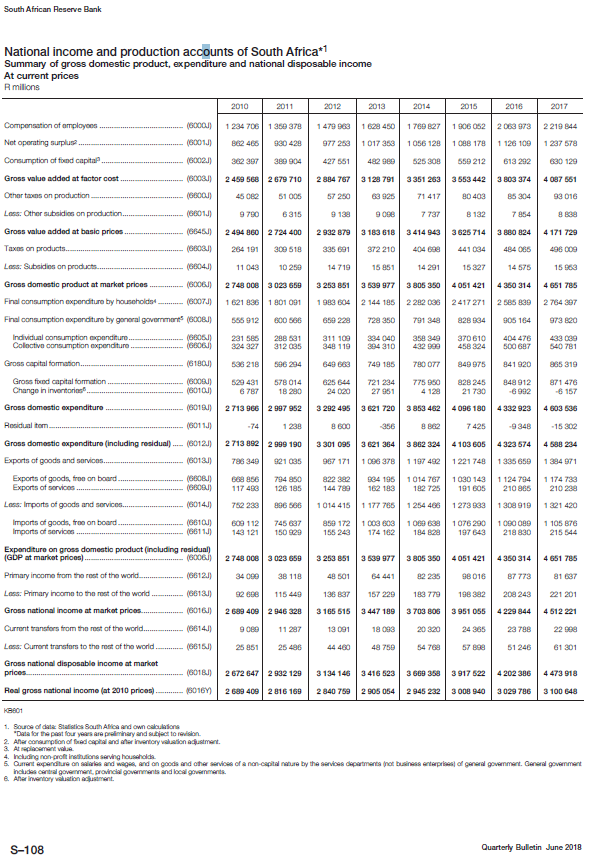 South African Reserve Bank
National income and production accounts of South Africa*1
Summary of gross domestic product, expenditure and national disposable income
At current prices
R millions
2010 2011 2012 2013 2014 2015 2016 2017
Compensation of employees ........ (6000J) 1 234 706 1 359 378 1 479 963 1 628 450 1 769 827 1 906 052 2 063 973 2 219 844
Net operating surplus2 ........ (6001J) 862 465 930 428 977 253 1 017 353 1 056 128 1 088 178 1 126 109 1 237 578
Consumption of fixed capital3 ........ (6002J) 362 397 389 904 427 551 482 989 525 308 559 212 613 292 630 129
Gross value added at factor cost ........ (6003J) 2 459 568 2 679 710 2 884 767 3 128 791 3 351 263 3 553 442 3 803 374 4 087 551
Other taxes on production ........ (6600J) 45 082 51 005 57 250 63 925 71 417 80 403 85 304 93 016
Less: Other subsidies on production ........ (6601J) 9 790 6 315 9 138 9 098 7 737 8 132 7 854 8 838
Gross value added at basic prices ........ (6645J) 2 494 860 2 724 400 2 932 879 3 183 618 3 414 943 3 625 714 3 880 824 4 171 729
Taxes on products ........ (6603J) 264 191 309 518 335 691 372 210 404 698 441 034 484 065 496 009
Less: Subsidies on products ........ (6604J) 11 043 10 259 14 719 15 851 14 291 15 327 14 575 15 953
Gross domestic product at market prices ........ (6006J) 2 748 008 3 023 659 3 253 851 3 539 977 3 805 350 4 051 421 4 350 314 4 651 785
Final consumption expenditure by households4 ........ (6007J) 1 621 836 1 801 091 1 983 604 2 144 185 2 282 036 2 417 271 2 585 839 2 764 397
Final consumption expenditure by general government5 (6008J) 555 912 600 566 659 228 728 350 791 348 828 934 905 164 973 820
Individual consumption expenditure ........ (6605J) 231 585 288 531 311 109 334 040 358 349 370 610 404 476 433 039
Collective consumption expenditure ........ (6606J) 324 327 312 035 348 119 394 310 432 999 458 324 500 687 540 781
Gross capital formation ........ (6180J) 536 218 596 294 649 663 749 185 780 077 849 975 841 920 865 319
Gross fixed capital formation ........ (6009J) 529 431 578 014 625 644 721 234 775 950 828 245 848 912 871 476
Change in inventories6 ........ (6010J) 6 787 18 280 24 020 27 951 4 128 21 730 -6 992 -6 157
Gross domestic expenditure ........ (6019J) 2 713 966 2 997 952 3 292 495 3 621 720 3 853 462 4 096 180 4 332 923 4 603 536
Residual item ........ (6011J) -74 1 238 8 600 -356 8 862 7 425 -9 348 -15 302
Gross domestic expenditure (including residual) ..... (6012J) 2 713 892 2 999 190 3 301 095 3 621 364 3 862 324 4 103 605 4 323 574 4 588 234
Exports of goods and services ........ (6013J) 786 349 921 035 967 171 1 096 378 1 197 492 1 221 748 1 335 659 1 384 971
Exports of goods, free on board ........ (6608J) 668 856 794 850 822 382 934 195 1 014 767 1 030 143 1 124 794 1 174 733
Exports of services ........ (6609J) 117 493 126 185 144 789 162 183 182 725 191 605 210 865 210 238
Less: Imports of goods and services ........ (6014J) 752 233 896 566 1 014 415 1 177 765 1 254 466 1 273 933 1 308 919 1 321 420
Imports of goods, free on board ........ (6610J) 609 112 745 637 859 172 1 003 603 1 069 638 1 076 290 1 090 089 1 105 876
Imports of services ........ (6611J) 143 121 150 929 155 243 174 162 184 828 197 643 218 830 215 544
Expenditure on gross domestic product (including residual)
(GDP at market prices) ........ (6006J) 2 748 008 3 023 659 3 253 851 3 539 977 3 805 350 4 051 421 4 350 314 4 651 785
Primary income from the rest of the world ........ (6612J) 34 099 38 118 48 501 64 441 82 235 98 016 87 773 81 637
Less: Primary income to the rest of the world ........ (6613J) 92 698 115 449 136 837 157 229 183 779 198 382 208 243 221 201
Gross national income at market prices ........ (6016J) 2 689 409 2 946 328 3 165 515 3 447 189 3 703 806 3 951 055 4 229 844 4 512 221
Current transfers from the rest of the world ........ (6614J) 9 089 11 287 13 091 18 093 20 320 24 365 23 788 22 998
Less: Current transfers to the rest of the world ........ (6615J) 25 851 25 486 44 460 48 759 54 768 57 898 51 246 61 301
Gross national disposable income at market
prices ........ (6018J) 2 672 647 2 932 129 3 134 146 3 416 523 3 669 358 3 917 522 4 202 386 4 473 918
Real gross national income (at 2010 prices) ........ (6016Y) 2 689 409 2 816 169 2 840 759 2 905 054 2 945 232 3 008 940 3 029 786 3 100 648
KB601
1. Source of data: Statistics South Africa and own calculations
*Data for the past four years are preliminary and subject to revision.
2. After consumption of fixed capital and after inventory valuation adjustment.
3. At replacement value.
4. Including non-profit institutions serving households.
5. Current expenditure on salaries and wages, and on goods and other services of a non-capital nature by the services departments (not business enterprises) of general government. General government
includes central government, provincial governments and local governments.
6. After inventory valuation adjustment.
S–108
Quarterly Bulletin June 2018